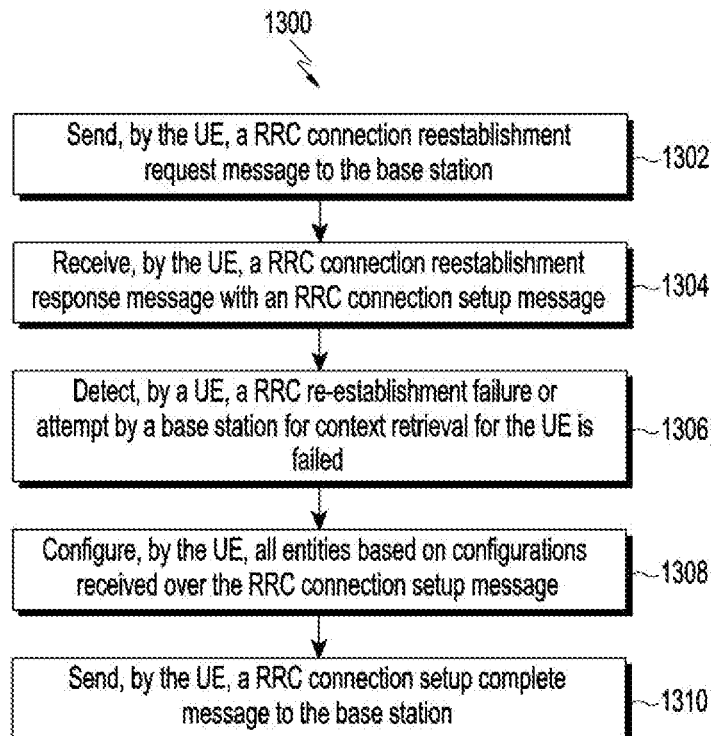 1300
Send, by the UE, a RRC connection reestablishment
request message to the base station
1302
Receive, by the UE, a RRC connection reestablishment
response message with an RRC connection setup message
1304
Detect, by a UE, a RRC re-establishment failure or
attempt by a base station for context retrieval for the UE is
failed
1306
Configure, by the UE, all entities based on configurations
received over the RRC connection setup message
1308
Send, by the UE, a RRC connection setup complete
message to the base station
1310